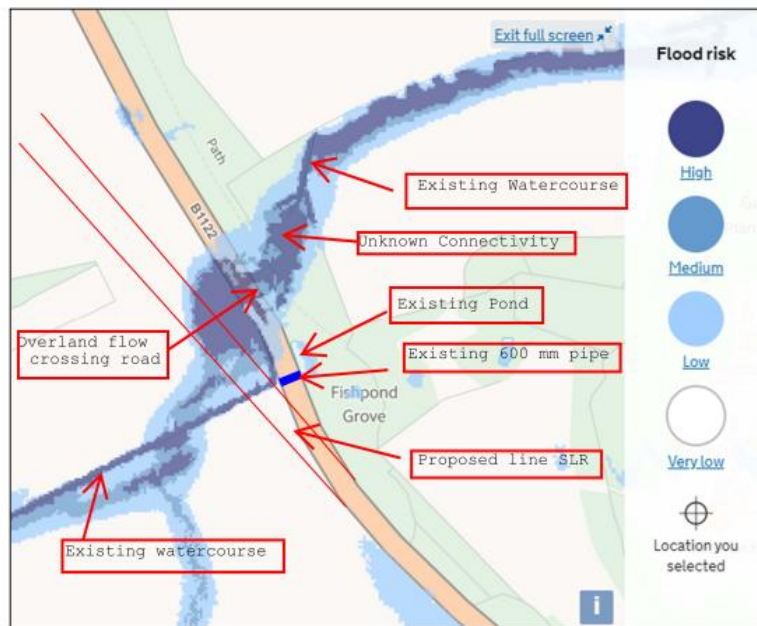 Exit full screen
Flood risk
High
Medium
Low
Very low
Location you
selected
Path
B1122
Existing Watercourse
Unknown Connectivity
Existing Pond
Overland flow
crossing road
Existing 600 mm pipe
Fishpond
Grove
Proposed line SLR
Existing watercourse
i